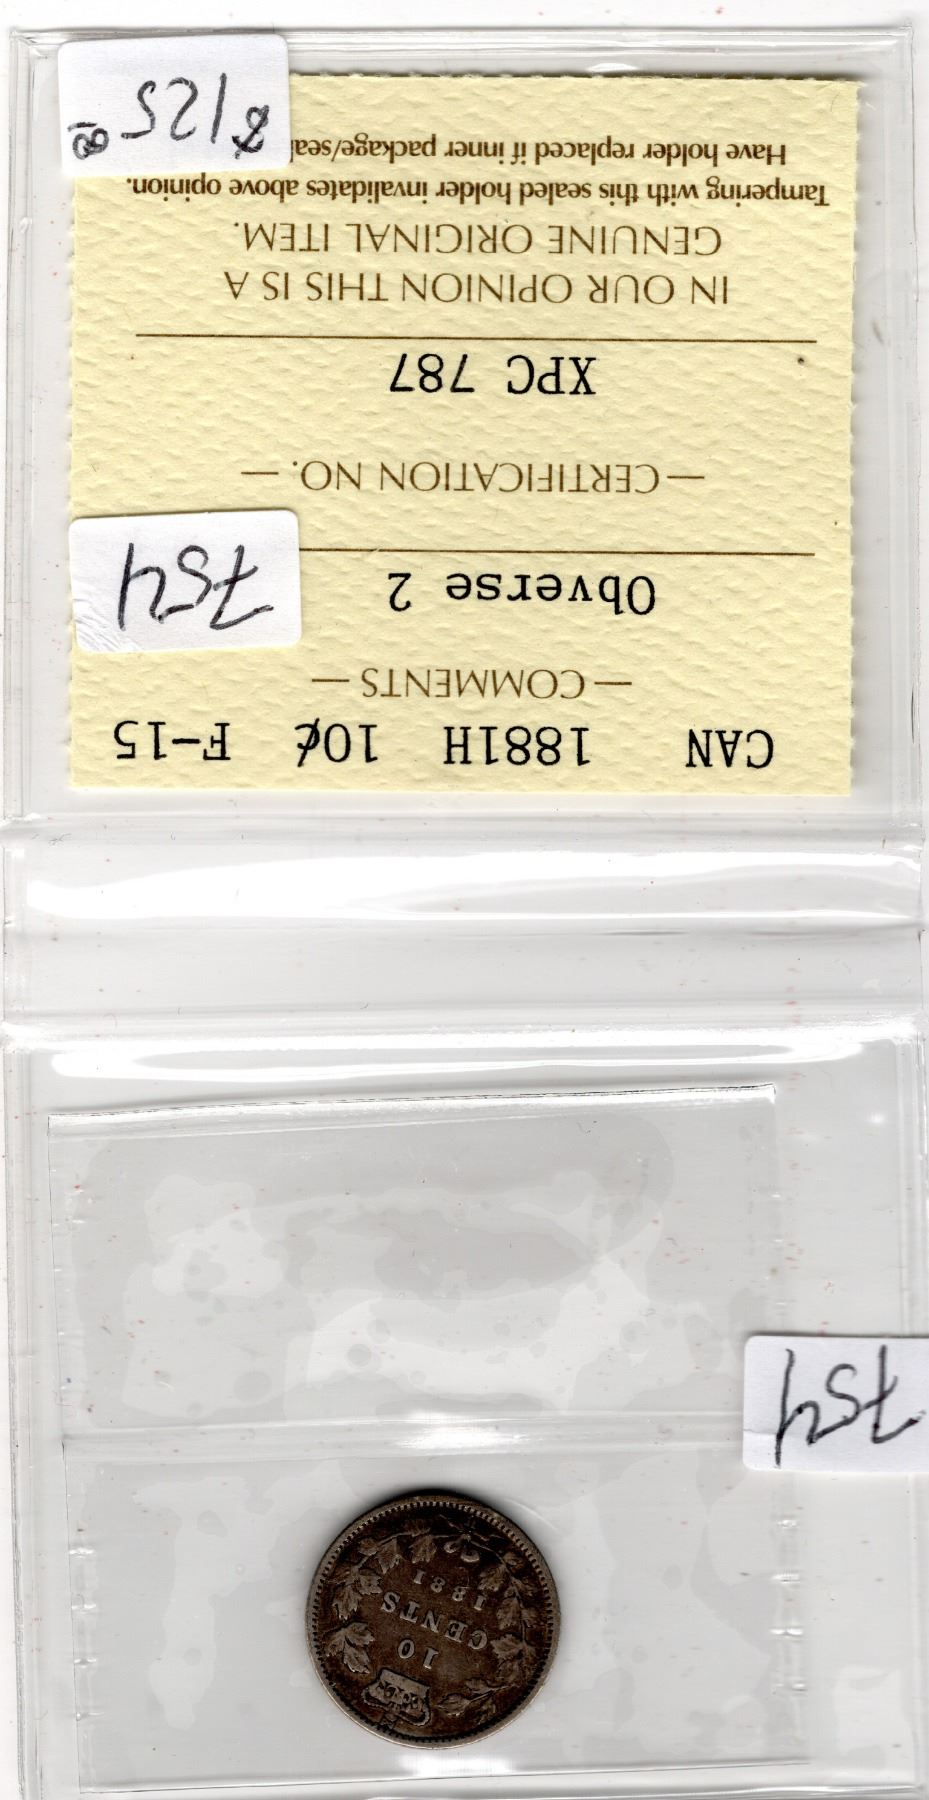 CAN 1881H 10¢ F-15
— COMMENTS —
Obverse 2
754
— CERTIFICATION NO. —
XPC 787
IN OUR OPINION THIS IS A
GENUINE ORIGINAL ITEM.
Tampering with this sealed holder invalidates above opinion.
Have holder replaced if inner package/seal
$125 00
10
CENTS
1881
754